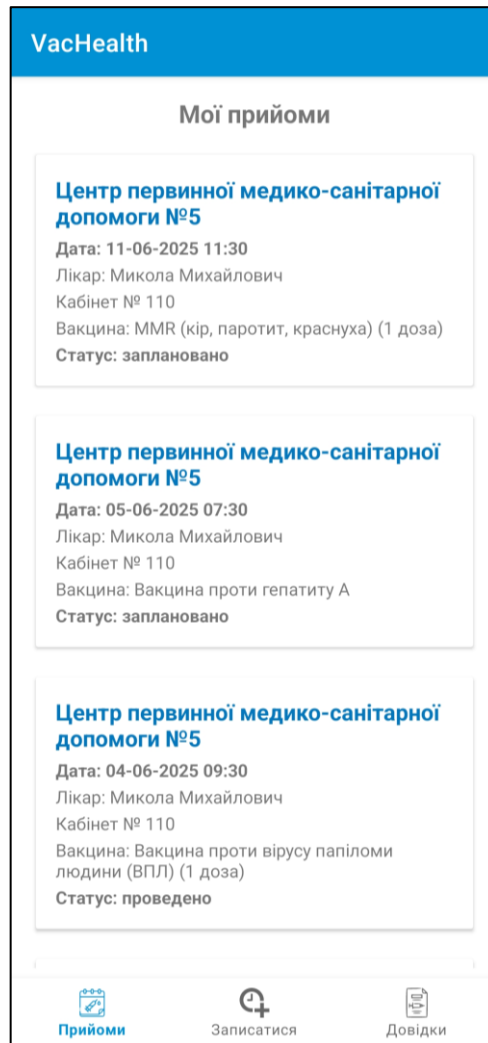 VacHealth
Мої прийоми
Центр первинної медико-санітарної
допомоги №5
Дата: 11-06-2025 11:30
Лікар: Микола Михайлович
Кабінет № 110
Вакцина: MMR (кір, паротит, краснуха) (1 доза)
Статус: заплановано
Центр первинної медико-санітарної
допомоги №5
Дата: 05-06-2025 07:30
Лікар: Микола Михайлович
Кабінет № 110
Вакцина: Вакцина проти гепатиту А
Статус: заплановано
Центр первинної медико-санітарної
допомоги №5
Дата: 04-06-2025 09:30
Лікар: Микола Михайлович
Кабінет № 110
Вакцина: Вакцина проти вірусу папіломи
людини (ВПЛ) (1 доза)
Статус: проведено
Прийоми
Записатися
Довідки